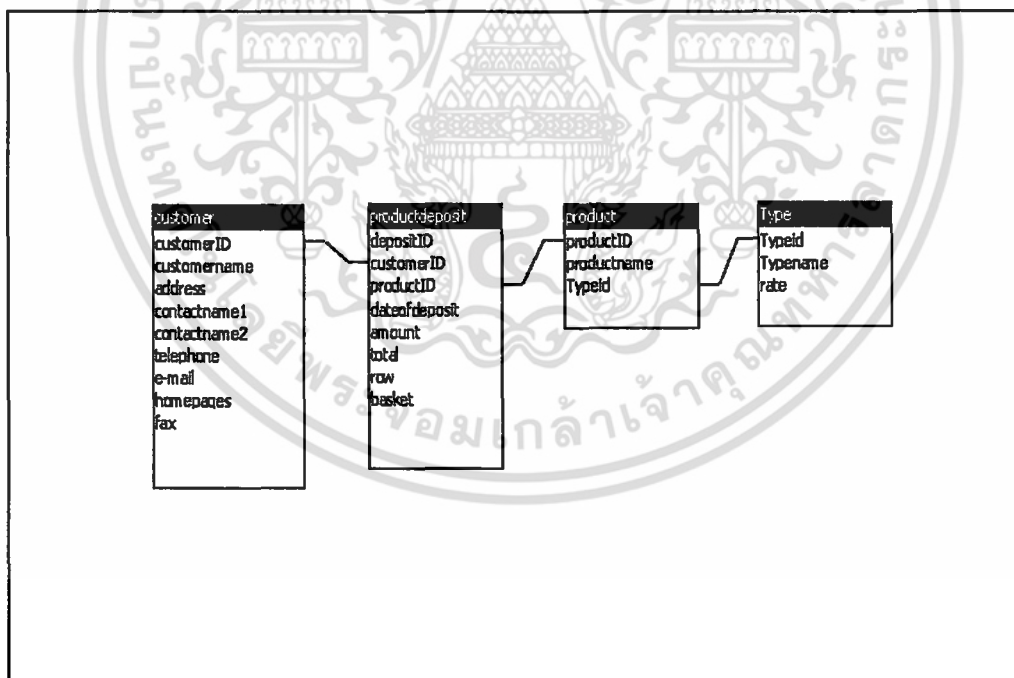 customer
customerID
customername
address
contactname1
contactname2
telephone
e-mail
homepages
fax
productdeposit
depositID
customerID
productID
dateofdeposit
amount
total
row
basket
product
productID
productname
Typeid
Type
Typeid
Typename
rate